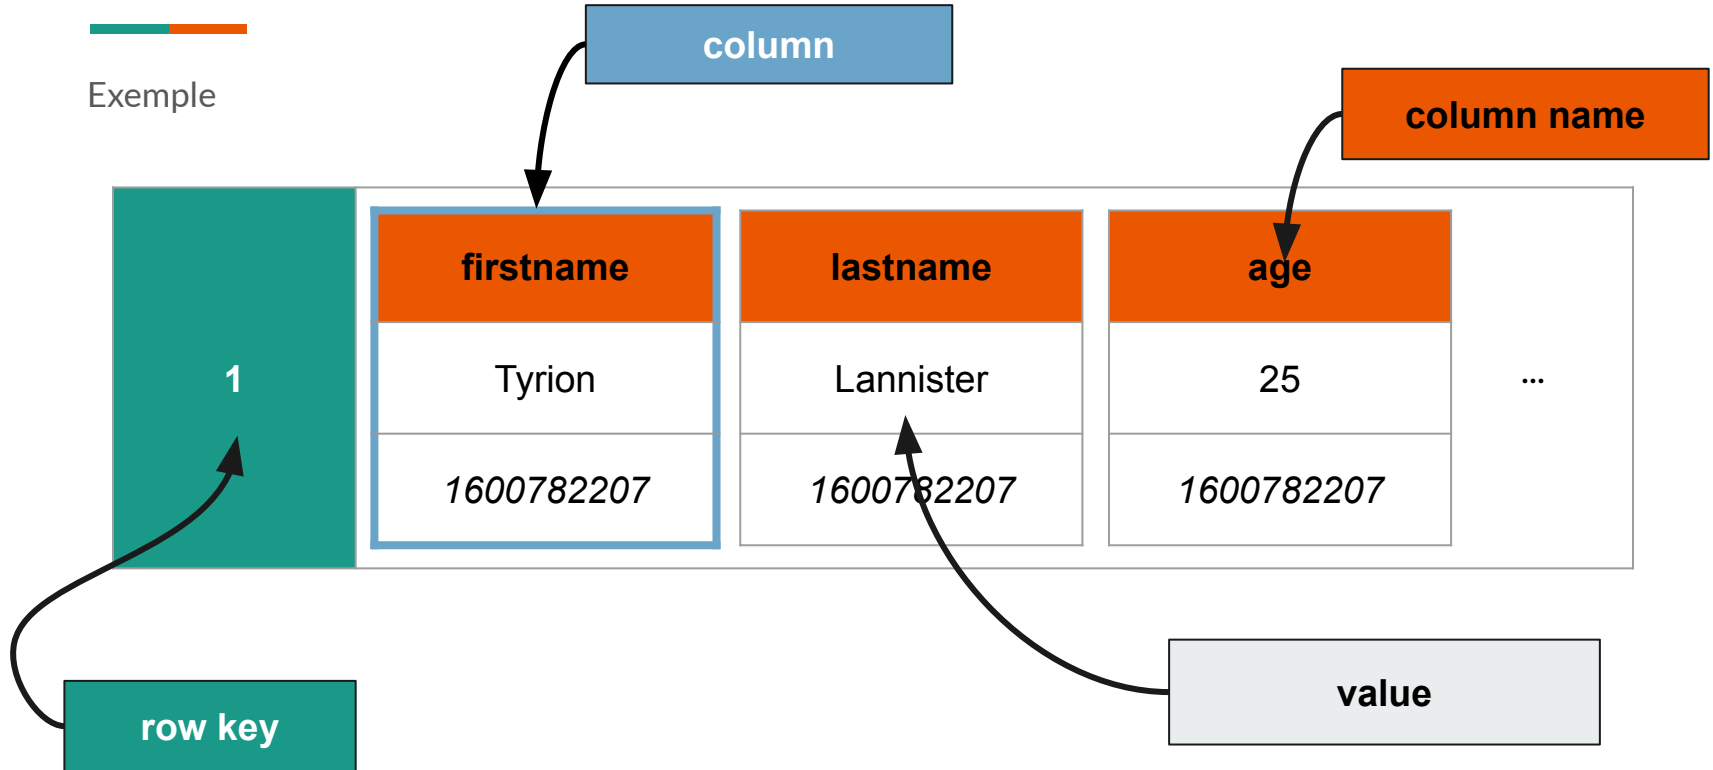 column
Exemple
column name
firstname lastname age
1 Tyrion Lannister 25 ...
1600782207 1600782207 1600782207
value
row key